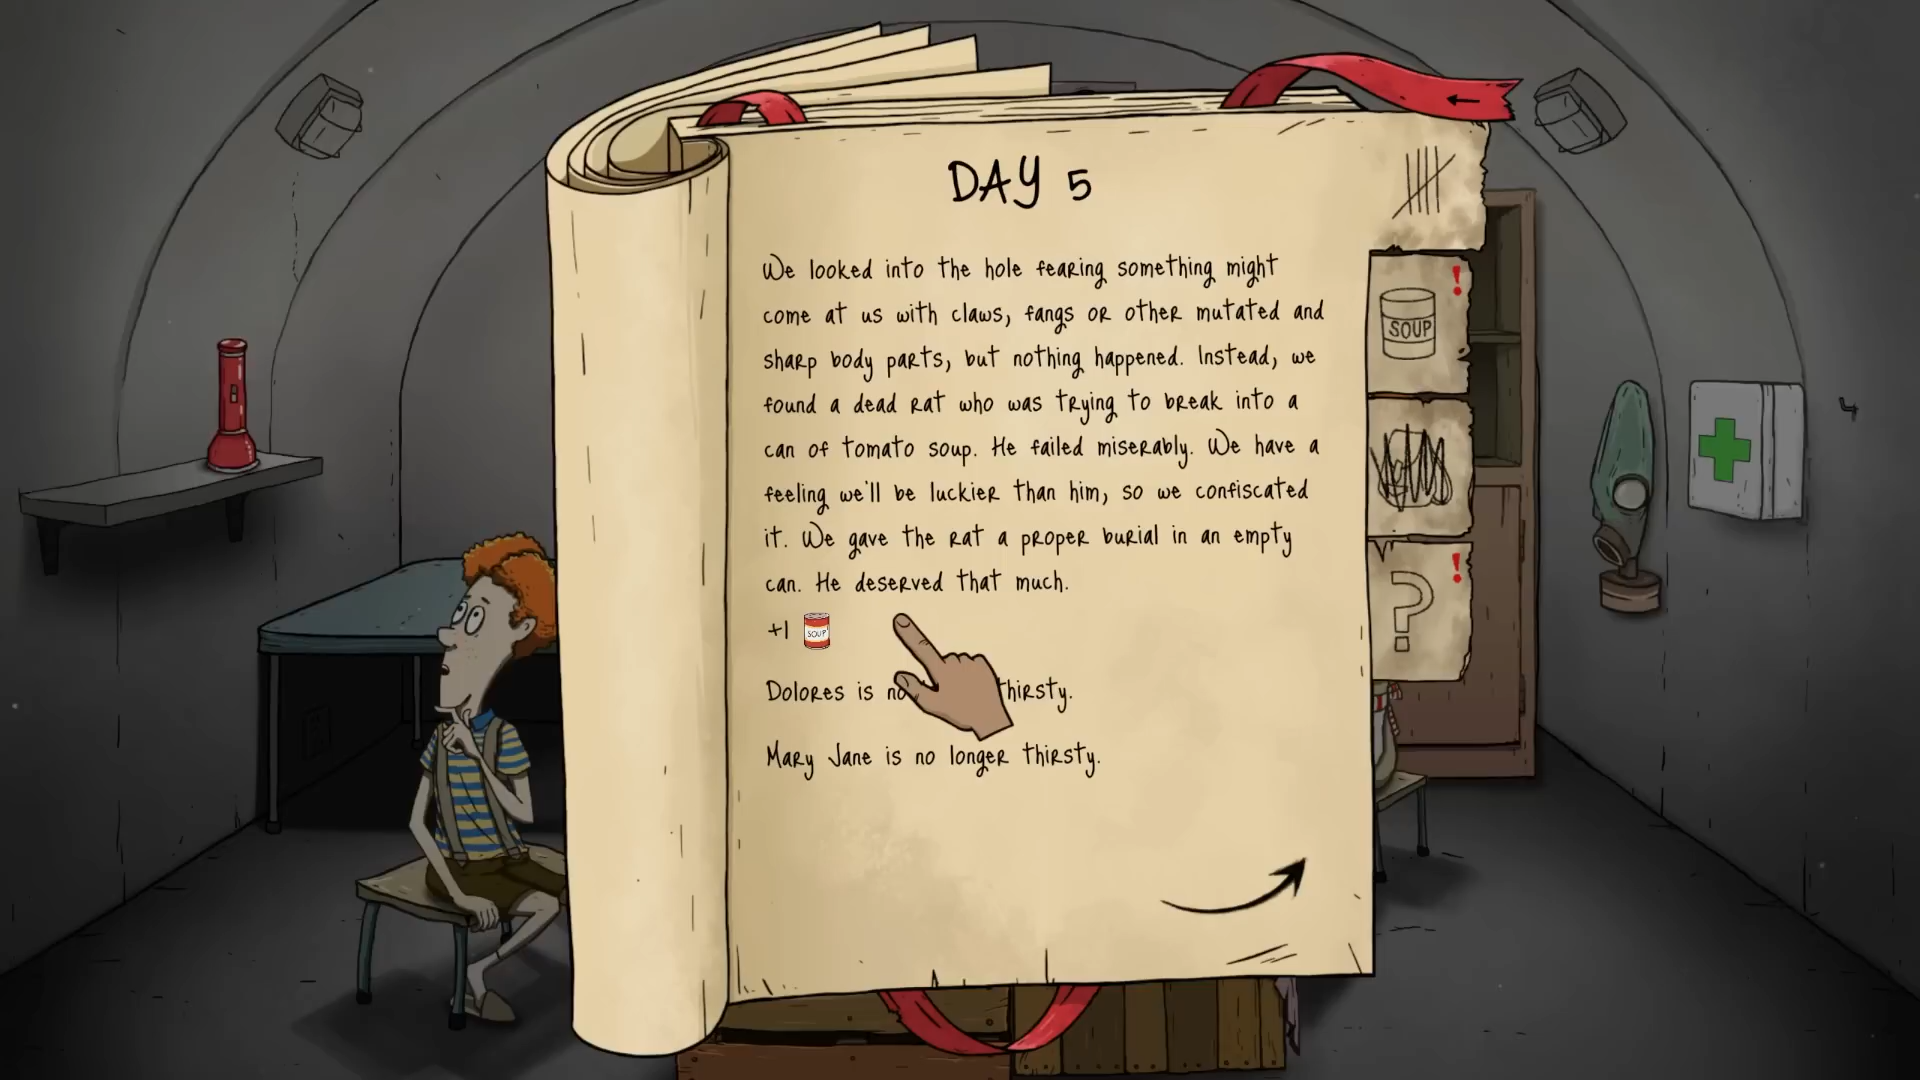 DAY 5
We looked into the hole fearing something might
come at us with claws, fangs or other mutated and
sharp body parts, but nothing happened. Instead, we
found a dead rat who was trying to break into a
can of tomato soup. He failed miserably. We have a
feeling we'll be luckier than him, so we confiscated
it. We gave the rat a proper burial in an empty
can. He deserved that much.
+1 SOUP
Dolores is thirsty.
Mary Jane is no longer thirsty.
SOUP
!
?
!